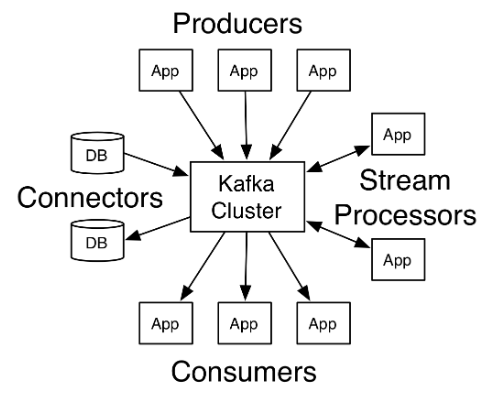 Producers
App
App
App
DB
App
Connectors
Kafka
Cluster
Stream
Processors
DB
App
App
App
App
Consumers